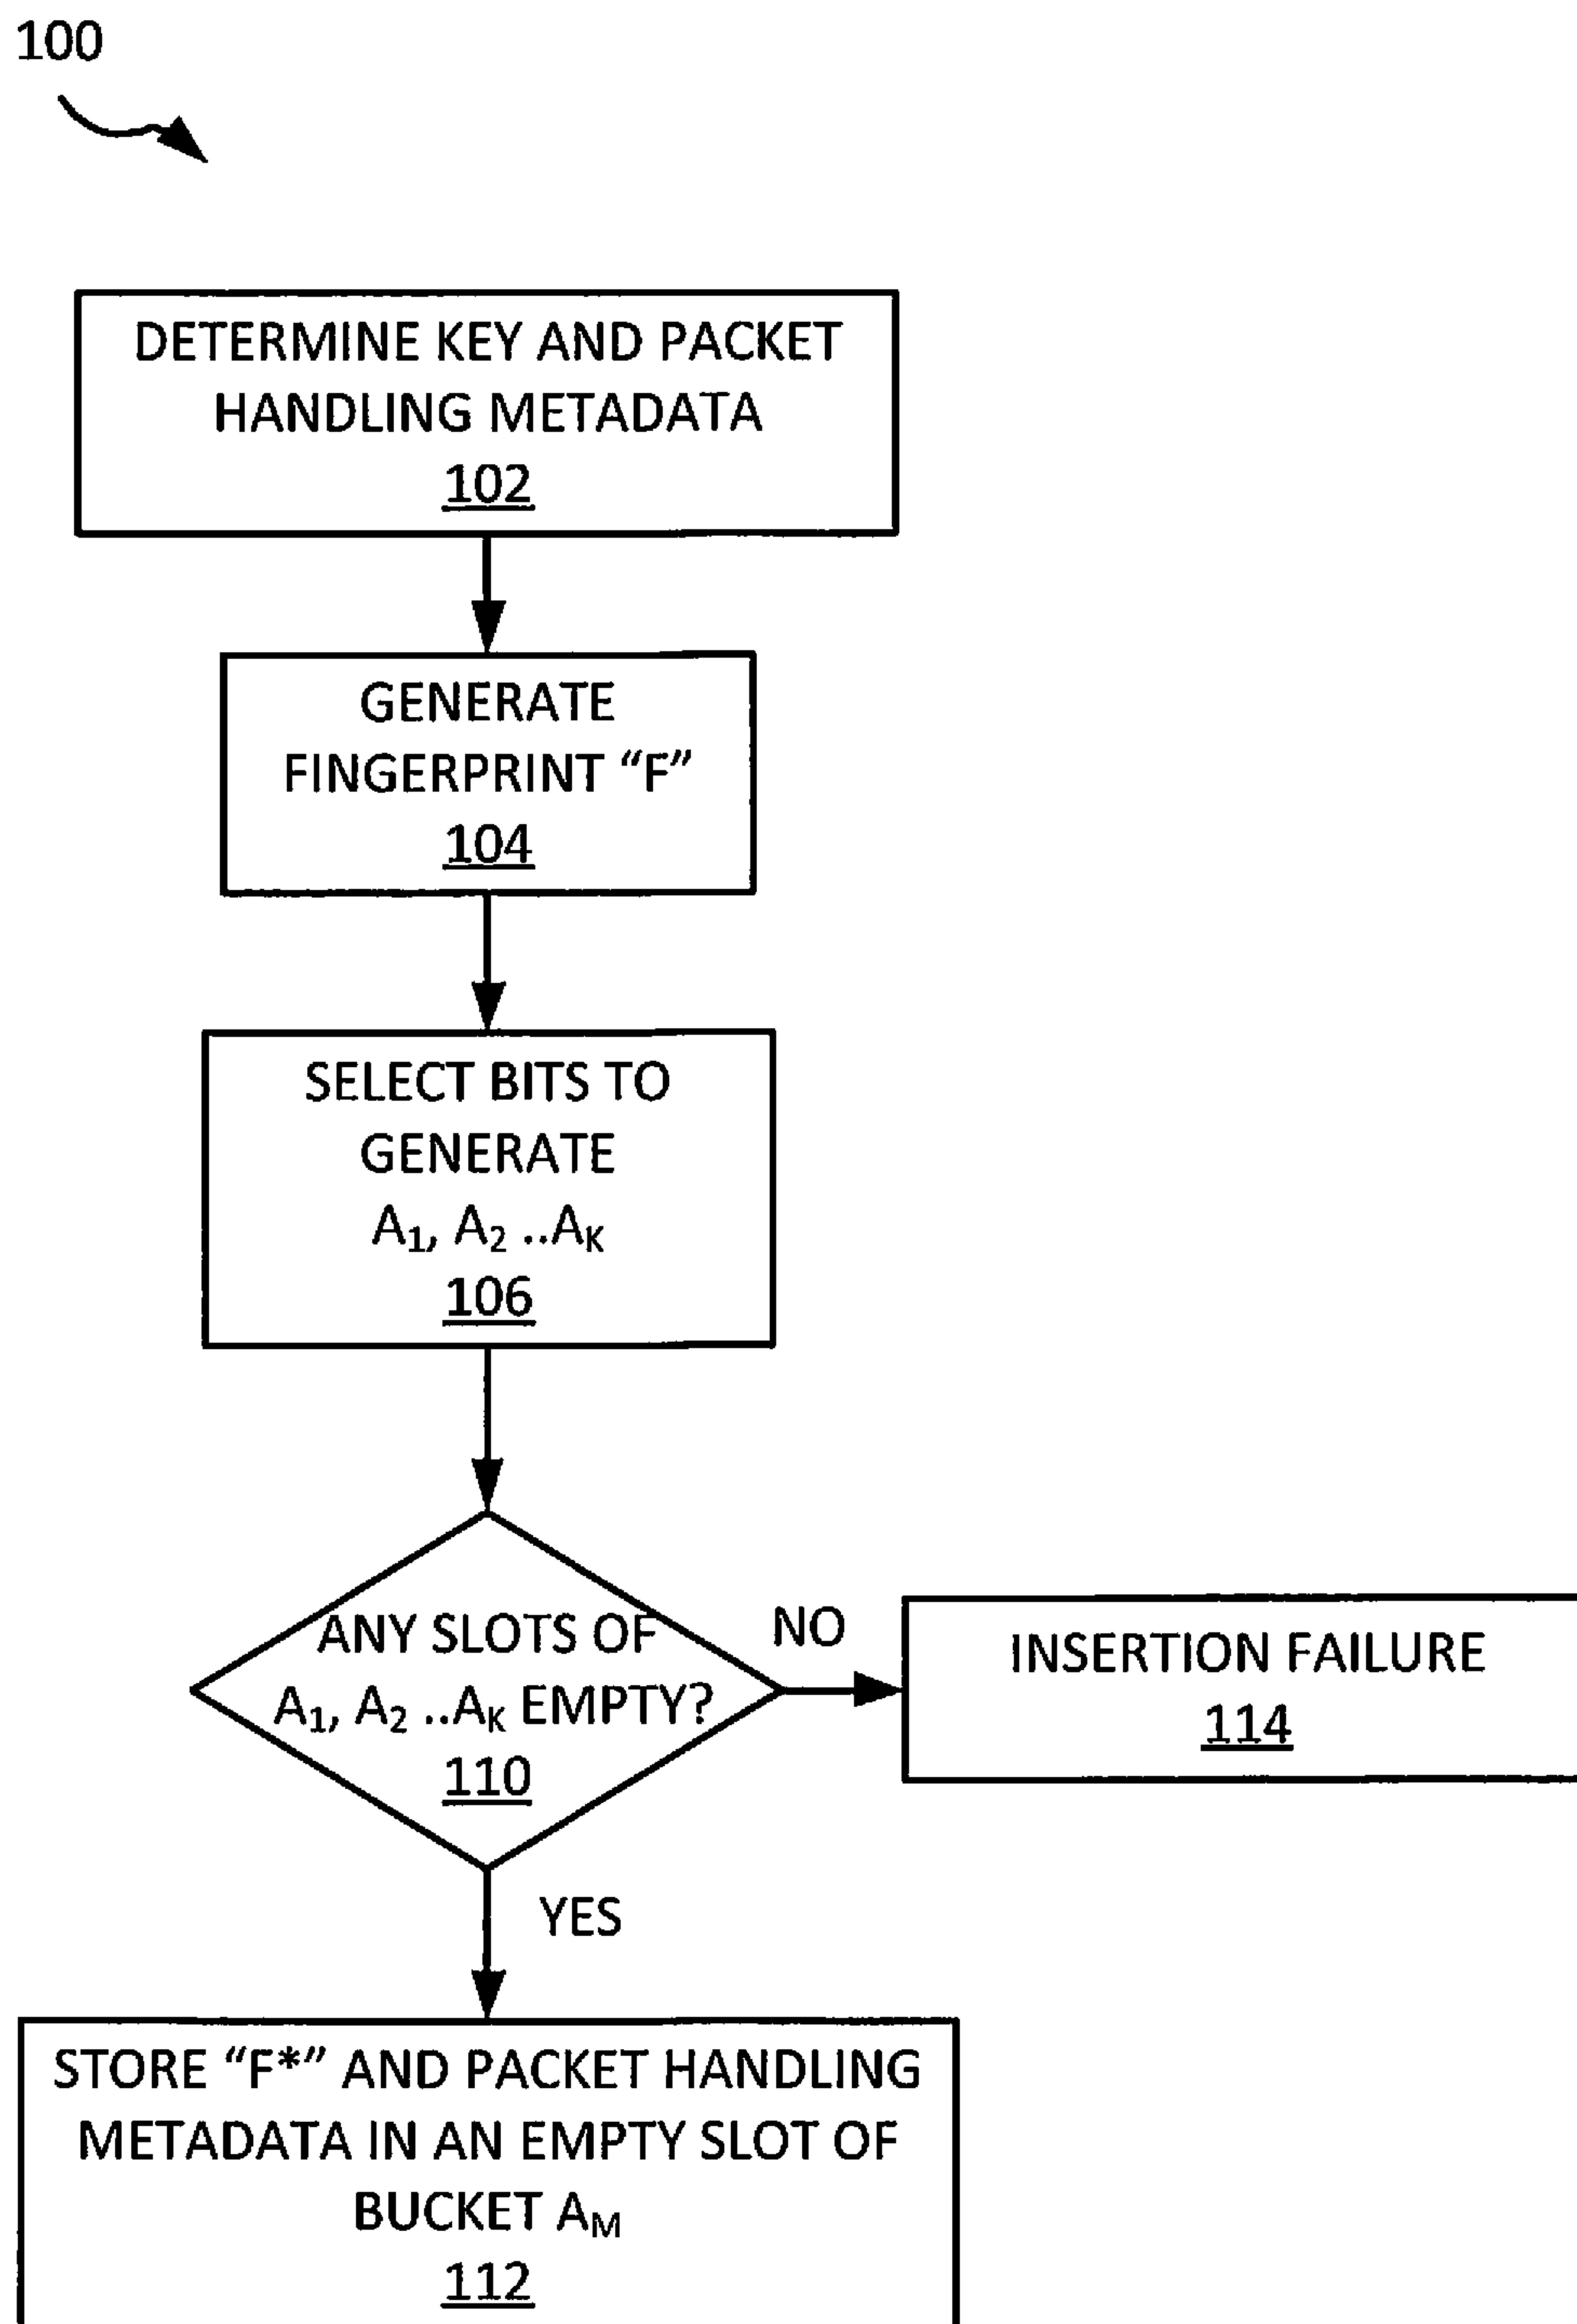 100
DETERMINE KEY AND PACKET
HANDLING METADATA
102
GENERATE
FINGERPRINT “F”
104
SELECT BITS TO
GENERATE
A₁, A₂ ..Aₖ
106
ANY SLOTS OF
A₁, A₂ ..Aₖ EMPTY?
110
NO
INSERTION FAILURE
114
YES
STORE “F*” AND PACKET HANDLING
METADATA IN AN EMPTY SLOT OF
BUCKET Aₘ
112